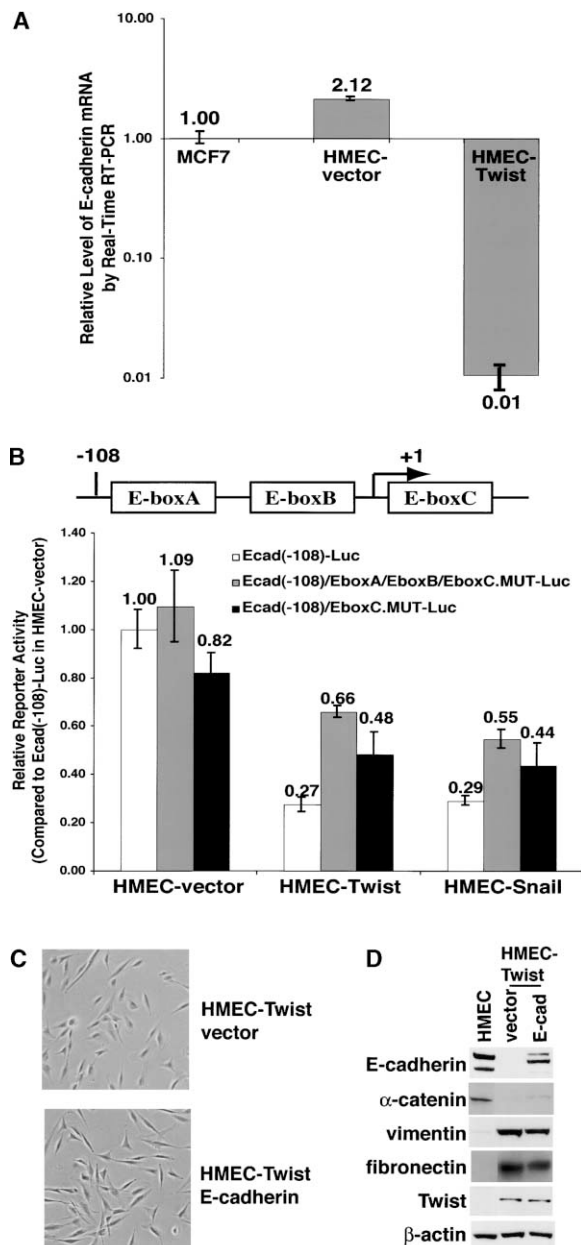 A
Relative Level of E-cadherin mRNA
by Real-Time RT-PCR
10.00
1.00
0.10
0.01
1.00
MCF7
2.12
HMEC-
vector
HMEC-
Twist
0.01
B
-108
+1
E-boxA
E-boxB
E-boxC
Relative Reporter Activity
(Compared to Ecad(-108)-Luc in HMEC-vector)
1.40
1.20
1.00
0.80
0.60
0.40
0.20
0.00
Ecad(-108)-Luc
Ecad(-108)/EboxA/EboxB/EboxC.MUT-Luc
Ecad(-108)/EboxC.MUT-Luc
1.00
1.09
0.82
0.27
0.66
0.48
0.29
0.55
0.44
HMEC-vector
HMEC-Twist
HMEC-Snail
C
HMEC-Twist
vector
HMEC-Twist
E-cadherin
D
HMEC-
Twist
HMEC
vector
E-cad
E-cadherin
α-catenin
vimentin
fibronectin
Twist
β-actin